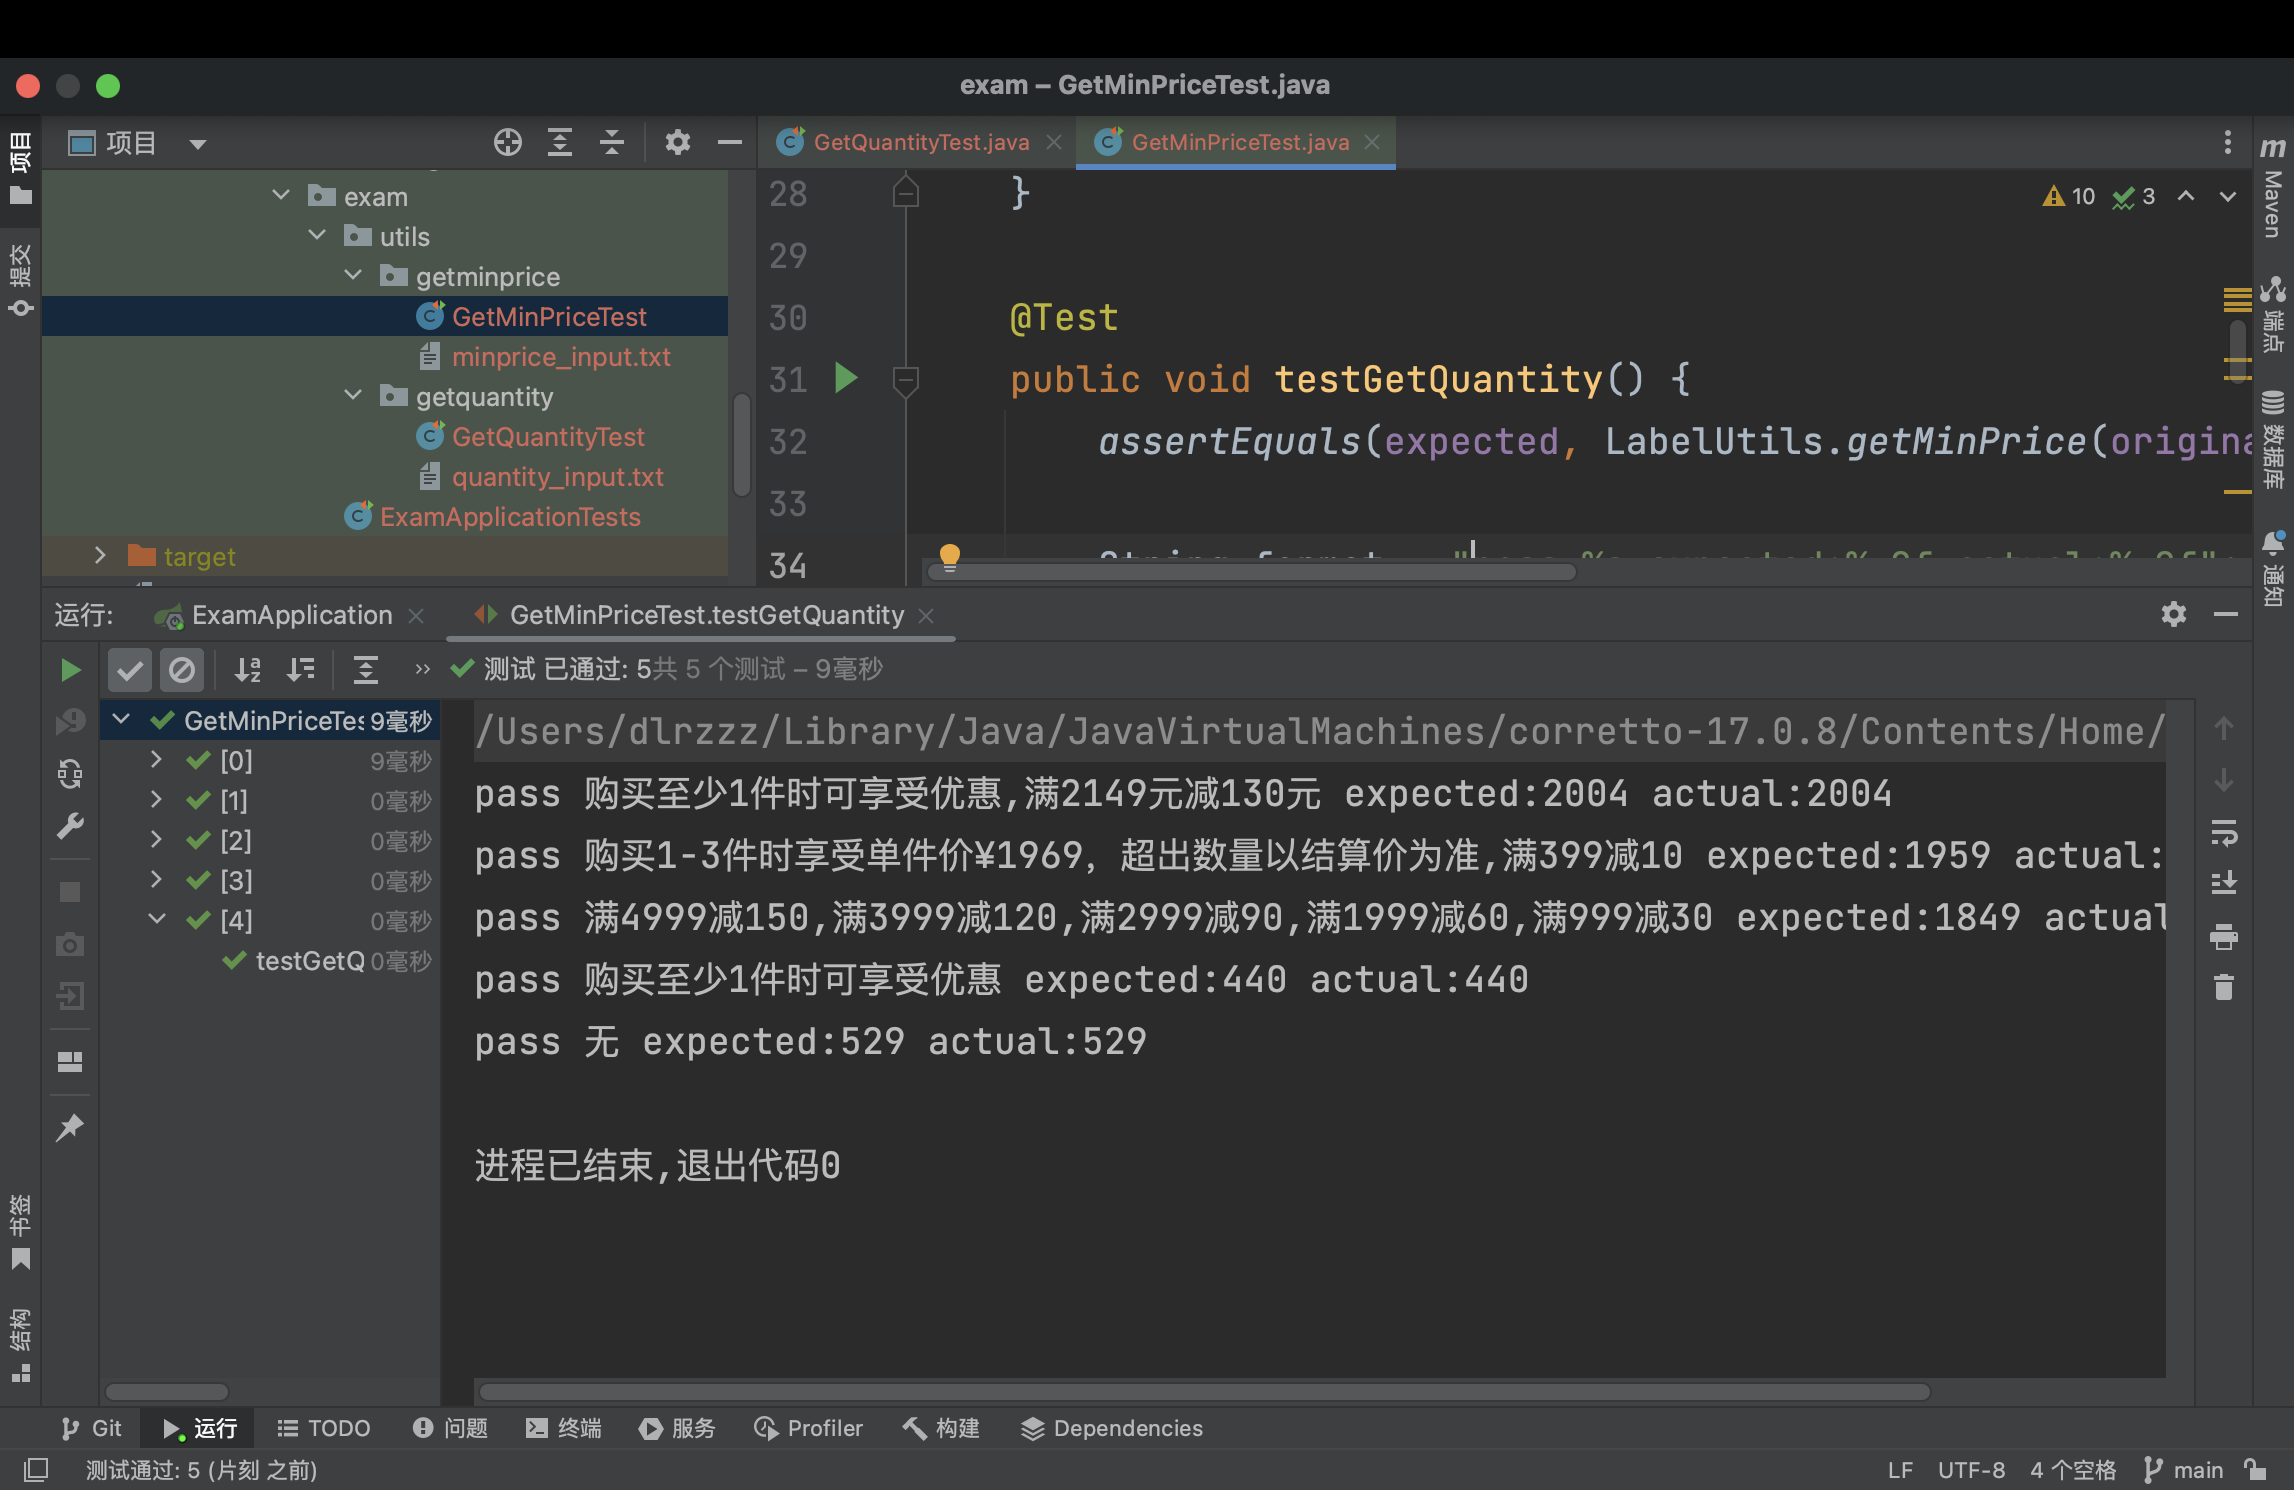 exam – GetMinPriceTest.java
项目
GetQuantityTest.java
GetMinPriceTest.java
项目
提交
exam
utils
getminprice
GetMinPriceTest
minprice_input.txt
getquantity
GetQuantityTest
quantity_input.txt
ExamApplicationTests
target
28 }
10 3
29
30 @Test
31 public void testGetQuantity() {
32 assertEquals(expected, LabelUtils.getMinPrice(origina
33
34
Maven
端点
数据库
通知
运行: ExamApplication GetMinPriceTest.testGetQuantity
测试 已通过: 5共 5 个测试 – 9毫秒
GetMinPriceTes 9毫秒
[0] 9毫秒
[1] 0毫秒
[2] 0毫秒
[3] 0毫秒
[4] 0毫秒
testGetQ 0毫秒
/Users/dlrzzz/Library/Java/JavaVirtualMachines/corretto-17.0.8/Contents/Home/
pass 购买至少1件时可享受优惠,满2149元减130元 expected:2004 actual:2004
pass 购买1-3件时享受单件价¥1969，超出数量以结算价为准,满399减10 expected:1959 actual:
pass 满4999减150,满3999减120,满2999减90,满1999减60,满999减30 expected:1849 actual
pass 购买至少1件时可享受优惠 expected:440 actual:440
pass 无 expected:529 actual:529
进程已结束,退出代码0
书签
结构
Git 运行 TODO 问题 终端 服务 Profiler 构建 Dependencies
测试通过: 5 (片刻 之前)
LF UTF-8 4 个空格 main